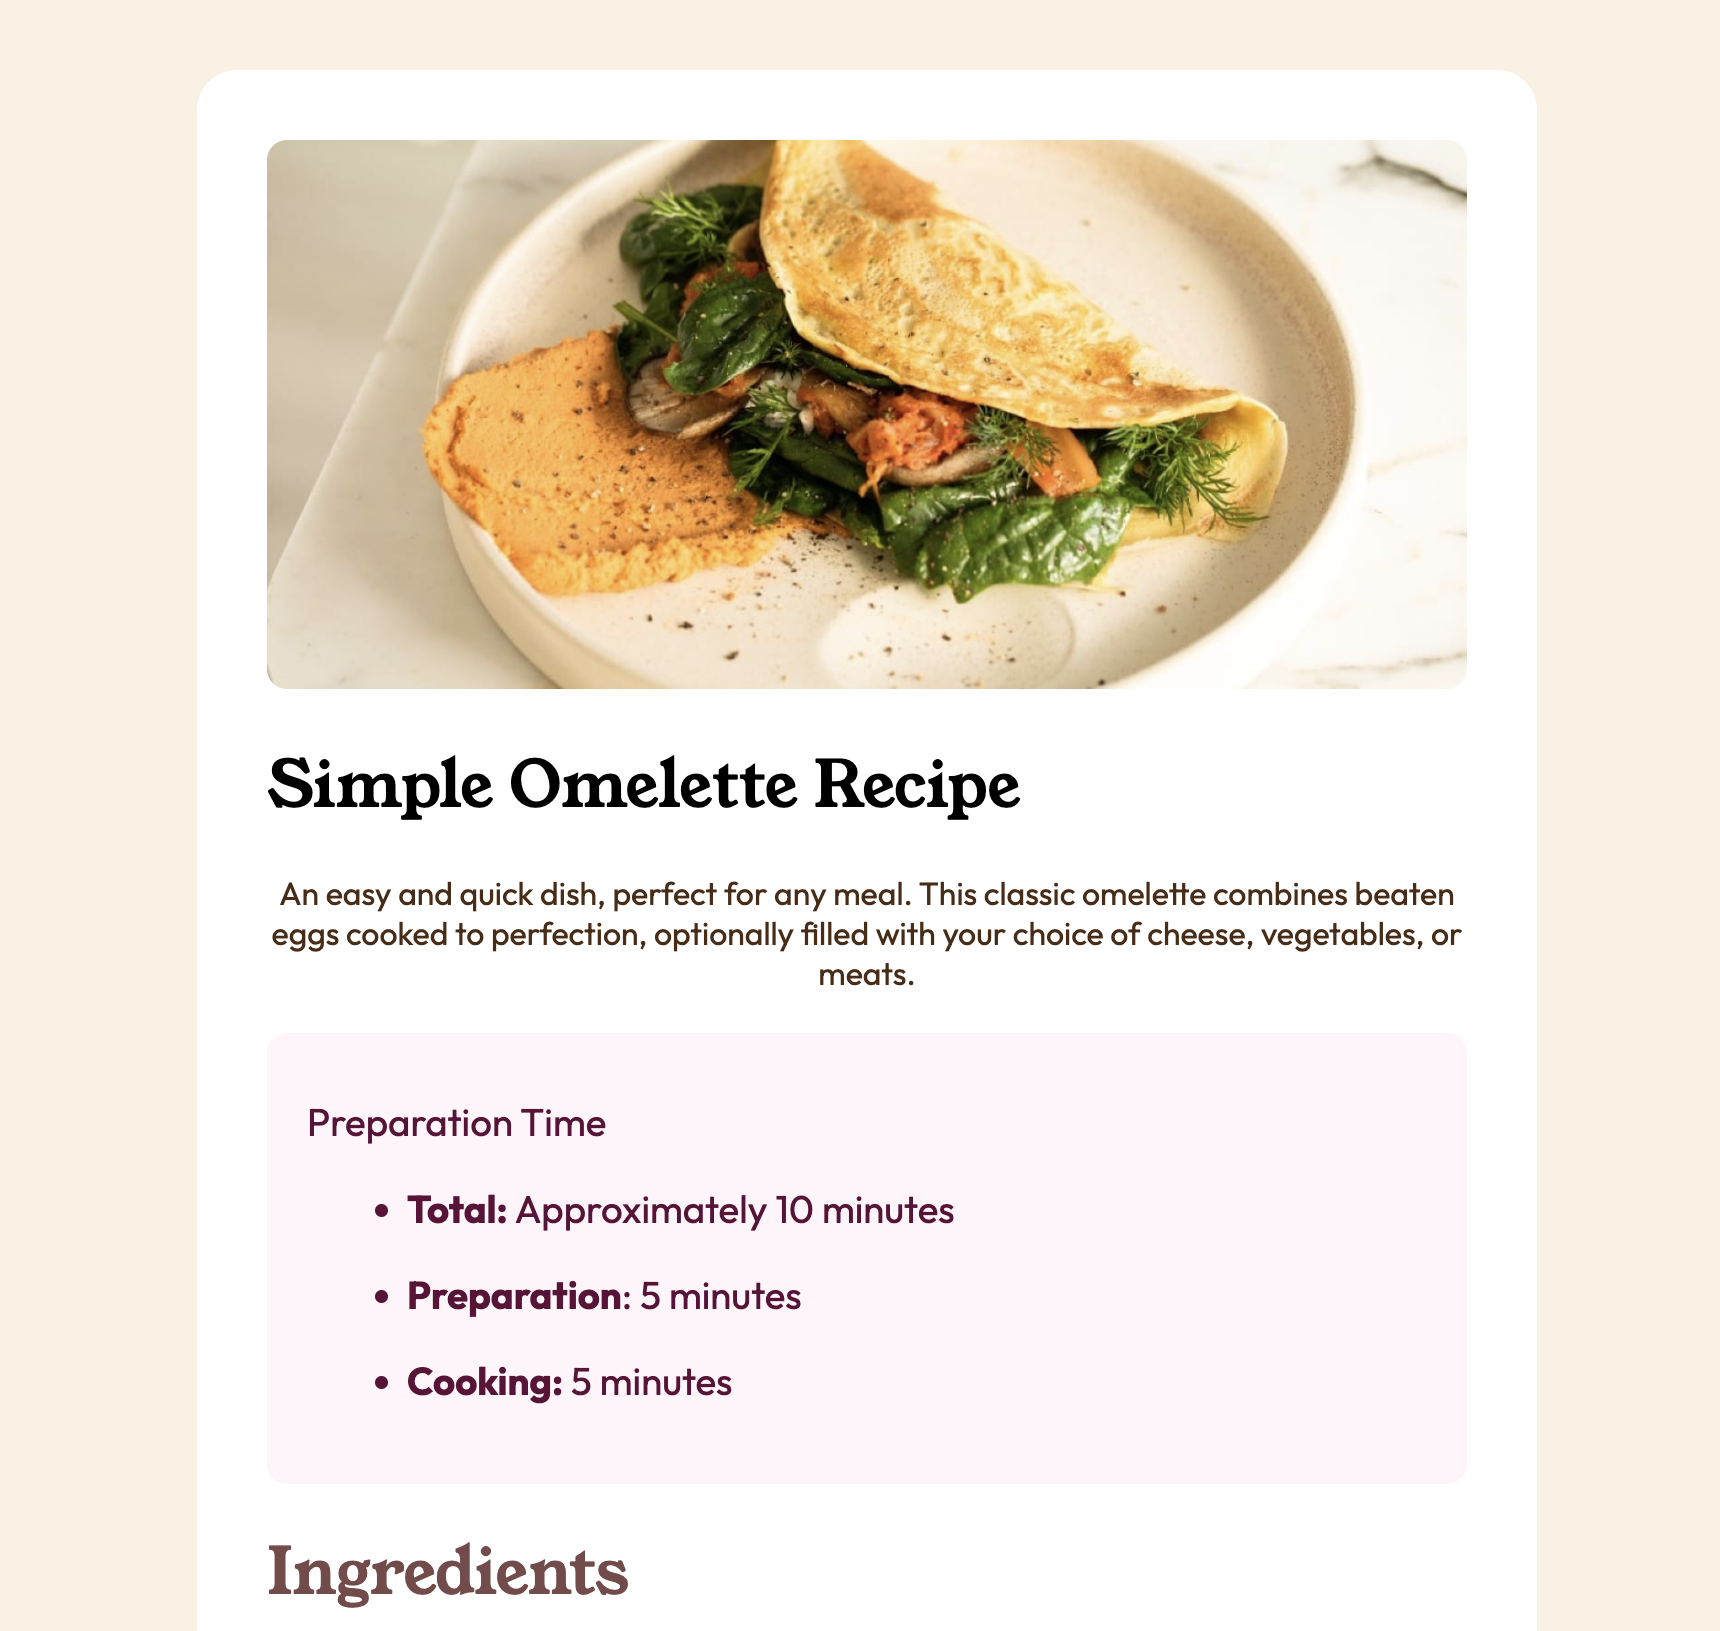 Simple Omelette Recipe
An easy and quick dish, perfect for any meal. This classic omelette combines beaten
eggs cooked to perfection, optionally filled with your choice of cheese, vegetables, or
meats.
Preparation Time
• Total: Approximately 10 minutes
• Preparation: 5 minutes
• Cooking: 5 minutes
Ingredients